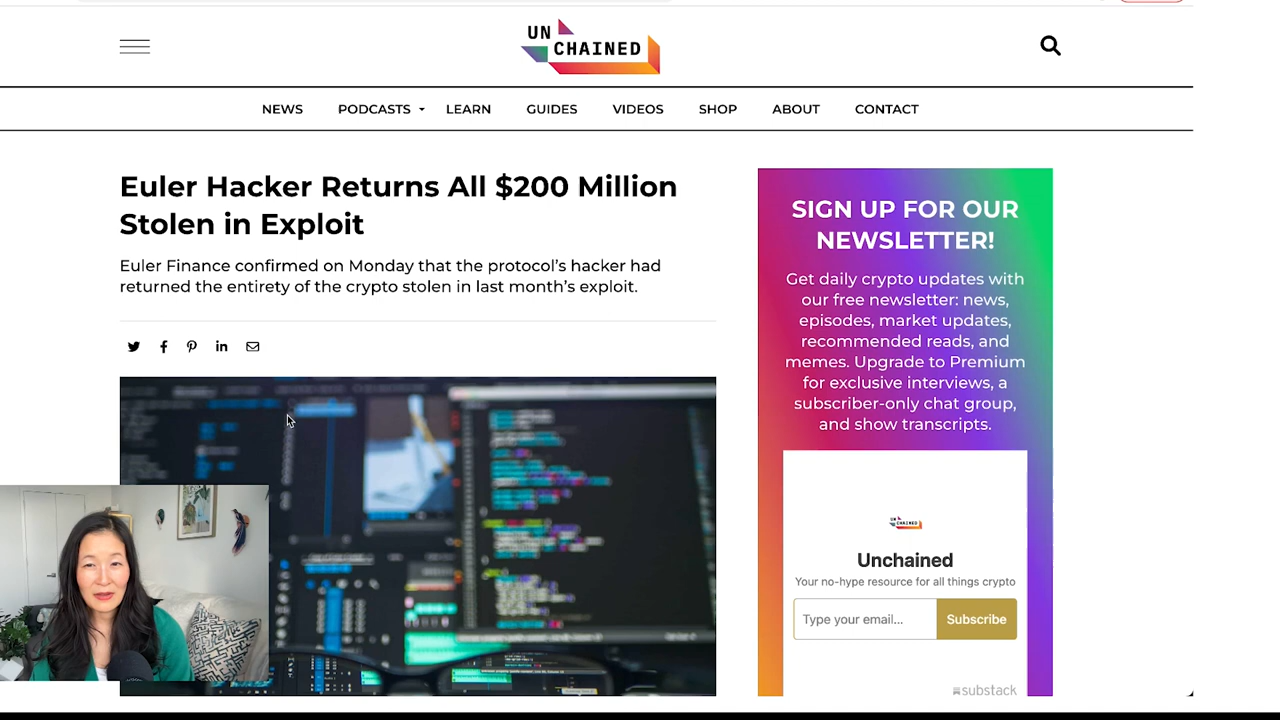 UN
CHAINED
NEWS PODCASTS LEARN GUIDES VIDEOS SHOP ABOUT CONTACT
Euler Hacker Returns All $200 Million
Stolen in Exploit
Euler Finance confirmed on Monday that the protocol's hacker had
returned the entirety of the crypto stolen in last month's exploit.
SIGN UP FOR OUR
NEWSLETTER!
Get daily crypto updates with
our free newsletter: news,
episodes, market updates,
recommended reads, and
memes. Upgrade to Premium
for exclusive interviews, a
subscriber-only chat group,
and show transcripts.
UN
CHAINED
Unchained
Your no-hype resource for all things crypto
Type your email... Subscribe
substack